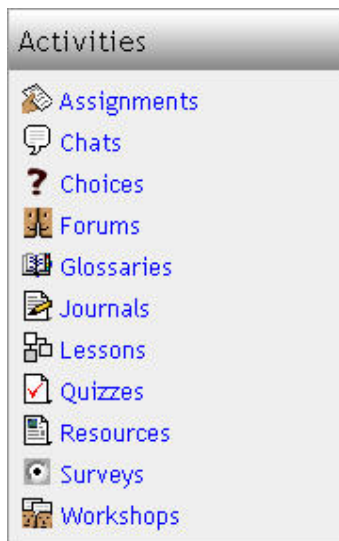 Activities
Assignments
Chats
Choices
Forums
Glossaries
Journals
Lessons
Quizzes
Resources
Surveys
Workshops